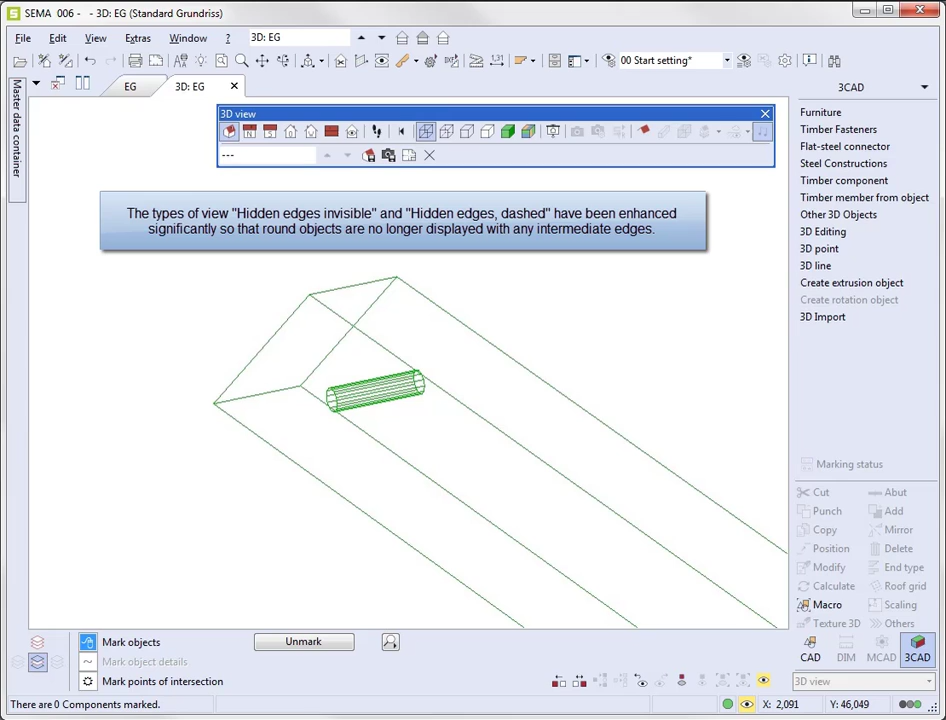 SEMA 006 - - 3D: EG (Standard Grundriss)
File Edit View Extras Window ? 3D: EG
00 Start setting*
EG 3D: EG
3CAD
Master data container
3D view
---
The types of view "Hidden edges invisible" and "Hidden edges, dashed" have been enhanced
significantly so that round objects are no longer displayed with any intermediate edges.
Furniture
Timber Fasteners
Flat-steel connector
Steel Constructions
Timber component
Timber member from object
Other 3D Objects
3D Editing
3D point
3D line
Create extrusion object
Create rotation object
3D Import
Marking status
Cut Abut
Punch Add
Copy Mirror
Position Delete
Modify End type
Calculate Roof grid
Macro Scaling
Texture 3D Others
CAD DIM MCAD 3CAD
3D view
Mark objects Unmark
Mark object details
Mark points of intersection
There are 0 Components marked. X: 2,091 Y: 46,049